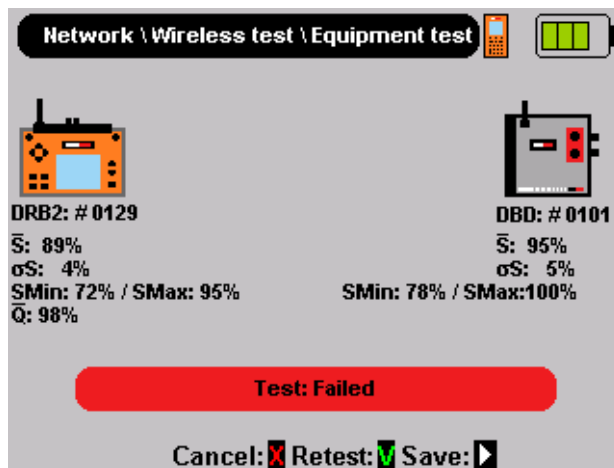 Network \ Wireless test \ Equipment test
DRB2: # 0129
DBD: # 0101
S̅: 89%
σS: 4%
SMin: 72% / SMax: 95%
Q̅: 98%
S̅: 95%
σS: 5%
SMin: 78% / SMax:100%
Test: Failed
Cancel: X Retest: V Save: